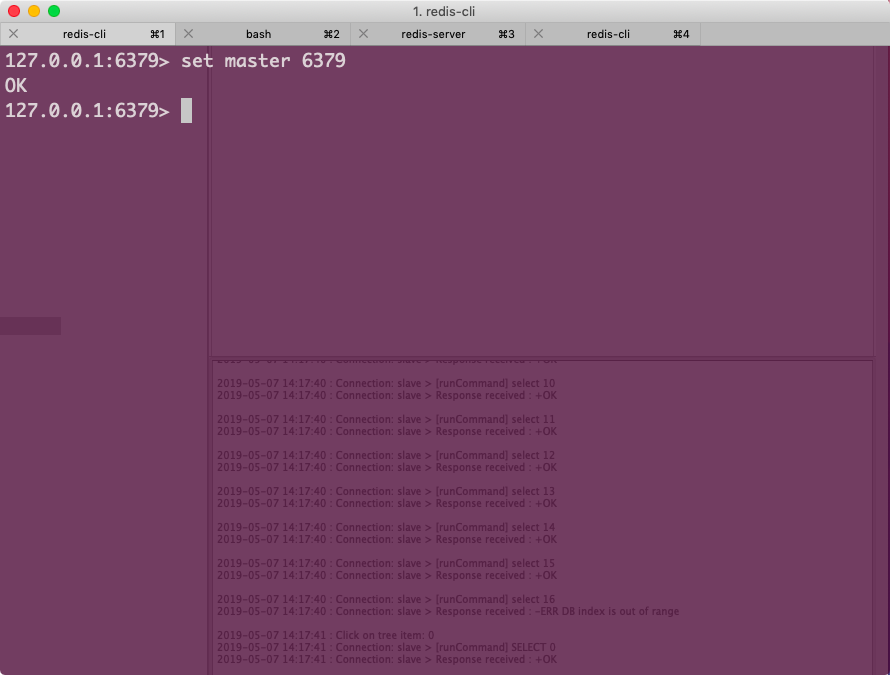 1. redis-cli
redis-cli ⌘1 bash ⌘2 redis-server ⌘3 redis-cli ⌘4
127.0.0.1:6379> set master 6379
OK
127.0.0.1:6379>
2019-05-07 14:17:40 : Connection: slave > Response received : +OK
2019-05-07 14:17:40 : Connection: slave > [runCommand] select 10
2019-05-07 14:17:40 : Connection: slave > Response received : +OK
2019-05-07 14:17:40 : Connection: slave > [runCommand] select 11
2019-05-07 14:17:40 : Connection: slave > Response received : +OK
2019-05-07 14:17:40 : Connection: slave > [runCommand] select 12
2019-05-07 14:17:40 : Connection: slave > Response received : +OK
2019-05-07 14:17:40 : Connection: slave > [runCommand] select 13
2019-05-07 14:17:40 : Connection: slave > Response received : +OK
2019-05-07 14:17:40 : Connection: slave > [runCommand] select 14
2019-05-07 14:17:40 : Connection: slave > Response received : +OK
2019-05-07 14:17:40 : Connection: slave > [runCommand] select 15
2019-05-07 14:17:40 : Connection: slave > Response received : +OK
2019-05-07 14:17:40 : Connection: slave > [runCommand] select 16
2019-05-07 14:17:40 : Connection: slave > Response received : -ERR DB index is out of range
2019-05-07 14:17:41 : Click on tree item: 0
2019-05-07 14:17:41 : Connection: slave > [runCommand] SELECT 0
2019-05-07 14:17:41 : Connection: slave > Response received : +OK